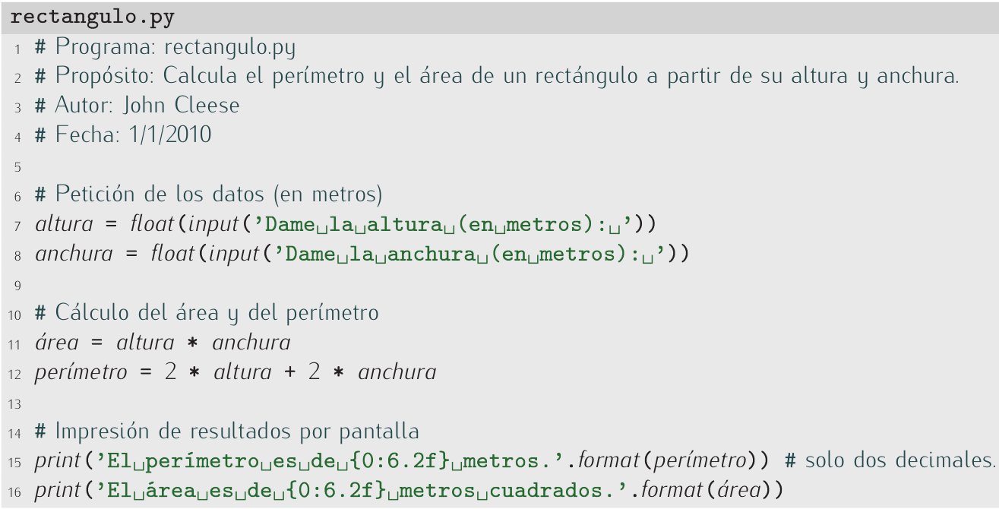 rectangulo.py
1 # Programa: rectangulo.py
2 # Propósito: Calcula el perímetro y el área de un rectángulo a partir de su altura y anchura.
3 # Autor: John Cleese
4 # Fecha: 1/1/2010
5
6 # Petición de los datos (en metros)
7 altura = float(input('Dame␣la␣altura␣(en␣metros):␣'))
8 anchura = float(input('Dame␣la␣anchura␣(en␣metros):␣'))
9
10 # Cálculo del área y del perímetro
11 área = altura * anchura
12 perímetro = 2 * altura + 2 * anchura
13
14 # Impresión de resultados por pantalla
15 print('El␣perímetro␣es␣de␣{0:6.2f}␣metros.'.format(perímetro)) # solo dos decimales.
16 print('El␣área␣es␣de␣{0:6.2f}␣metros␣cuadrados.'.format(área))